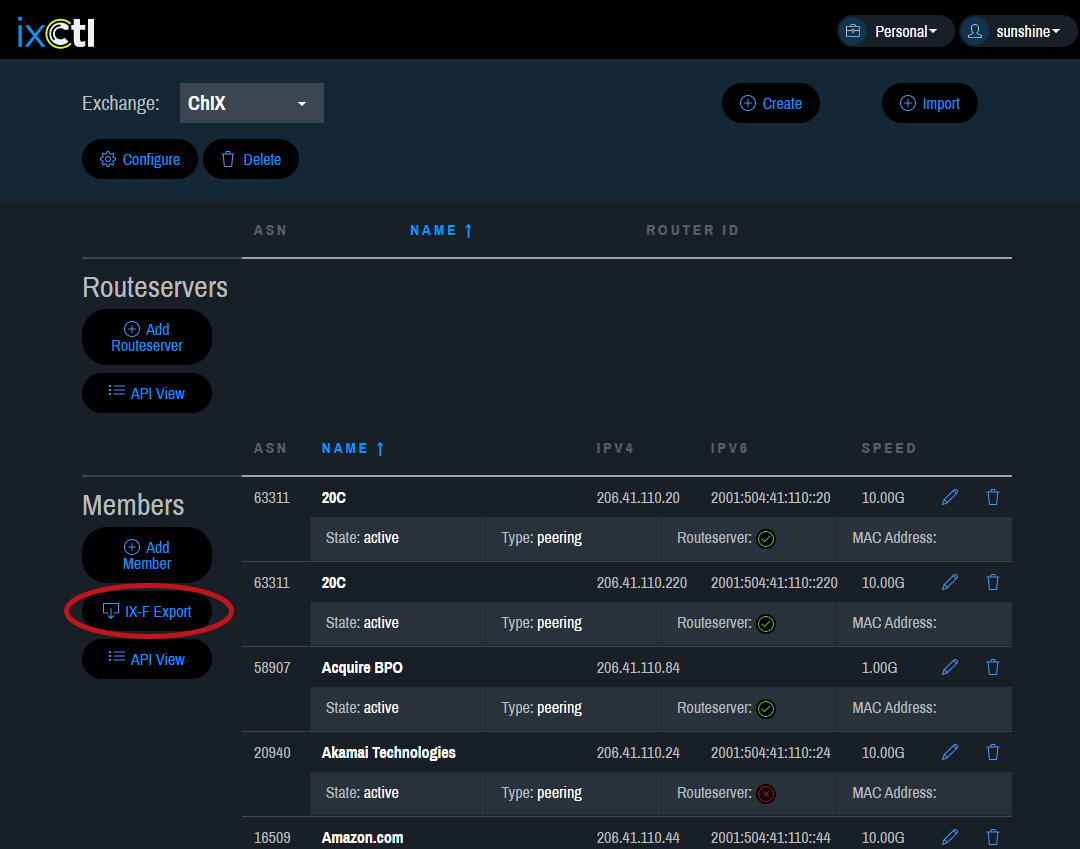 ixctl
Personal
sunshine
Exchange: ChIX
Create
Import
Configure
Delete
ASN NAME ↑ ROUTER ID
Routeservers
Add
Routeserver
API View
ASN NAME ↑ IPV4 IPV6 SPEED
Members
Add
Member
IX-F Export
API View
63311 20C 206.41.110.20 2001:504:41:110::20 10.00G
State: active Type: peering Routeserver: MAC Address:
63311 20C 206.41.110.220 2001:504:41:110::220 10.00G
State: active Type: peering Routeserver: MAC Address:
58907 Acquire BPO 206.41.110.84 1.00G
State: active Type: peering Routeserver: MAC Address:
20940 Akamai Technologies 206.41.110.24 2001:504:41:110::24 10.00G
State: active Type: peering Routeserver: MAC Address:
16509 Amazon.com 206.41.110.44 2001:504:41:110::44 10.00G